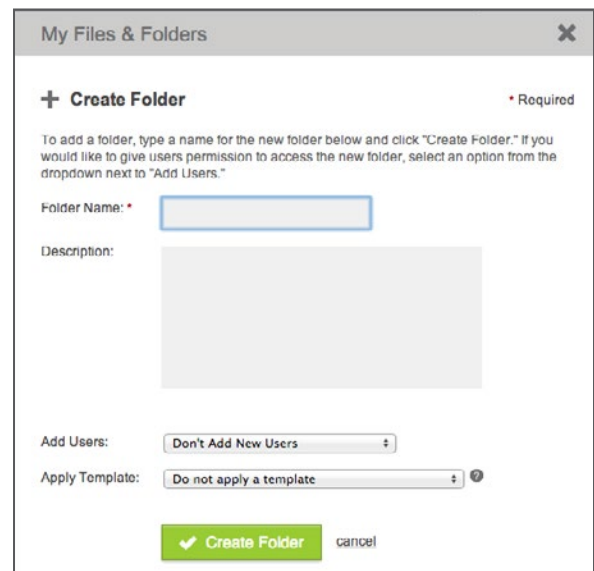 My Files & Folders
Create Folder
* Required
To add a folder, type a name for the new folder below and click "Create Folder." If you
would like to give users permission to access the new folder, select an option from the
dropdown next to "Add Users."
Folder Name: *
Description:
Add Users: Don't Add New Users
Apply Template: Do not apply a template ?
Create Folder cancel